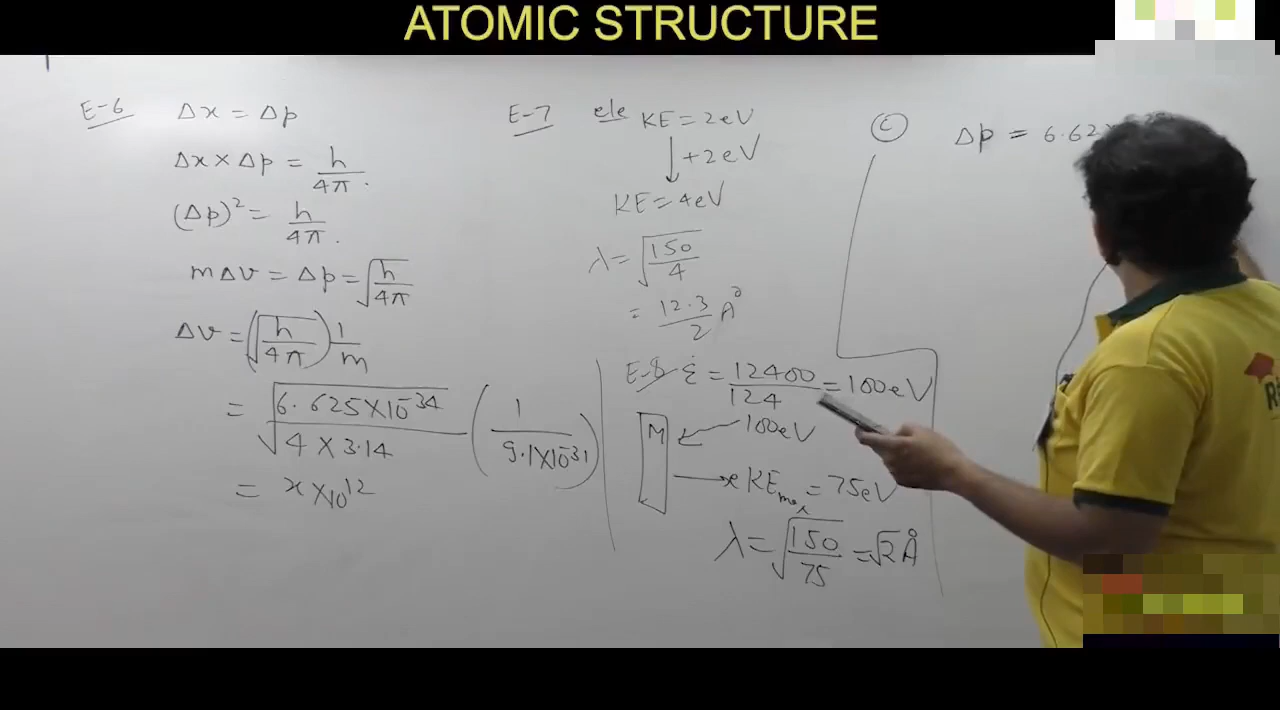 ATOMIC STRUCTURE
E-6 Δx = Δp
Δx × Δp = h/4π.
(Δp)² = h/4π.
mΔv = Δp = √(h/4π)
Δv = (√(h/4π)) 1/m
= √(6.625×10⁻³⁴/4×3.14) (1/9.1×10⁻³¹)
= x×10¹²
E-7 ele KE = 2eV
↓ +2eV
KE = 4eV
λ = √(150/4)
= 12.3/2 A°
E-8 Ė = 12400/124 = 100eV
M ← 100eV
→ e KEmax = 75eV
λ = √(150/75) = √2 Å
C
Δp = 6.62